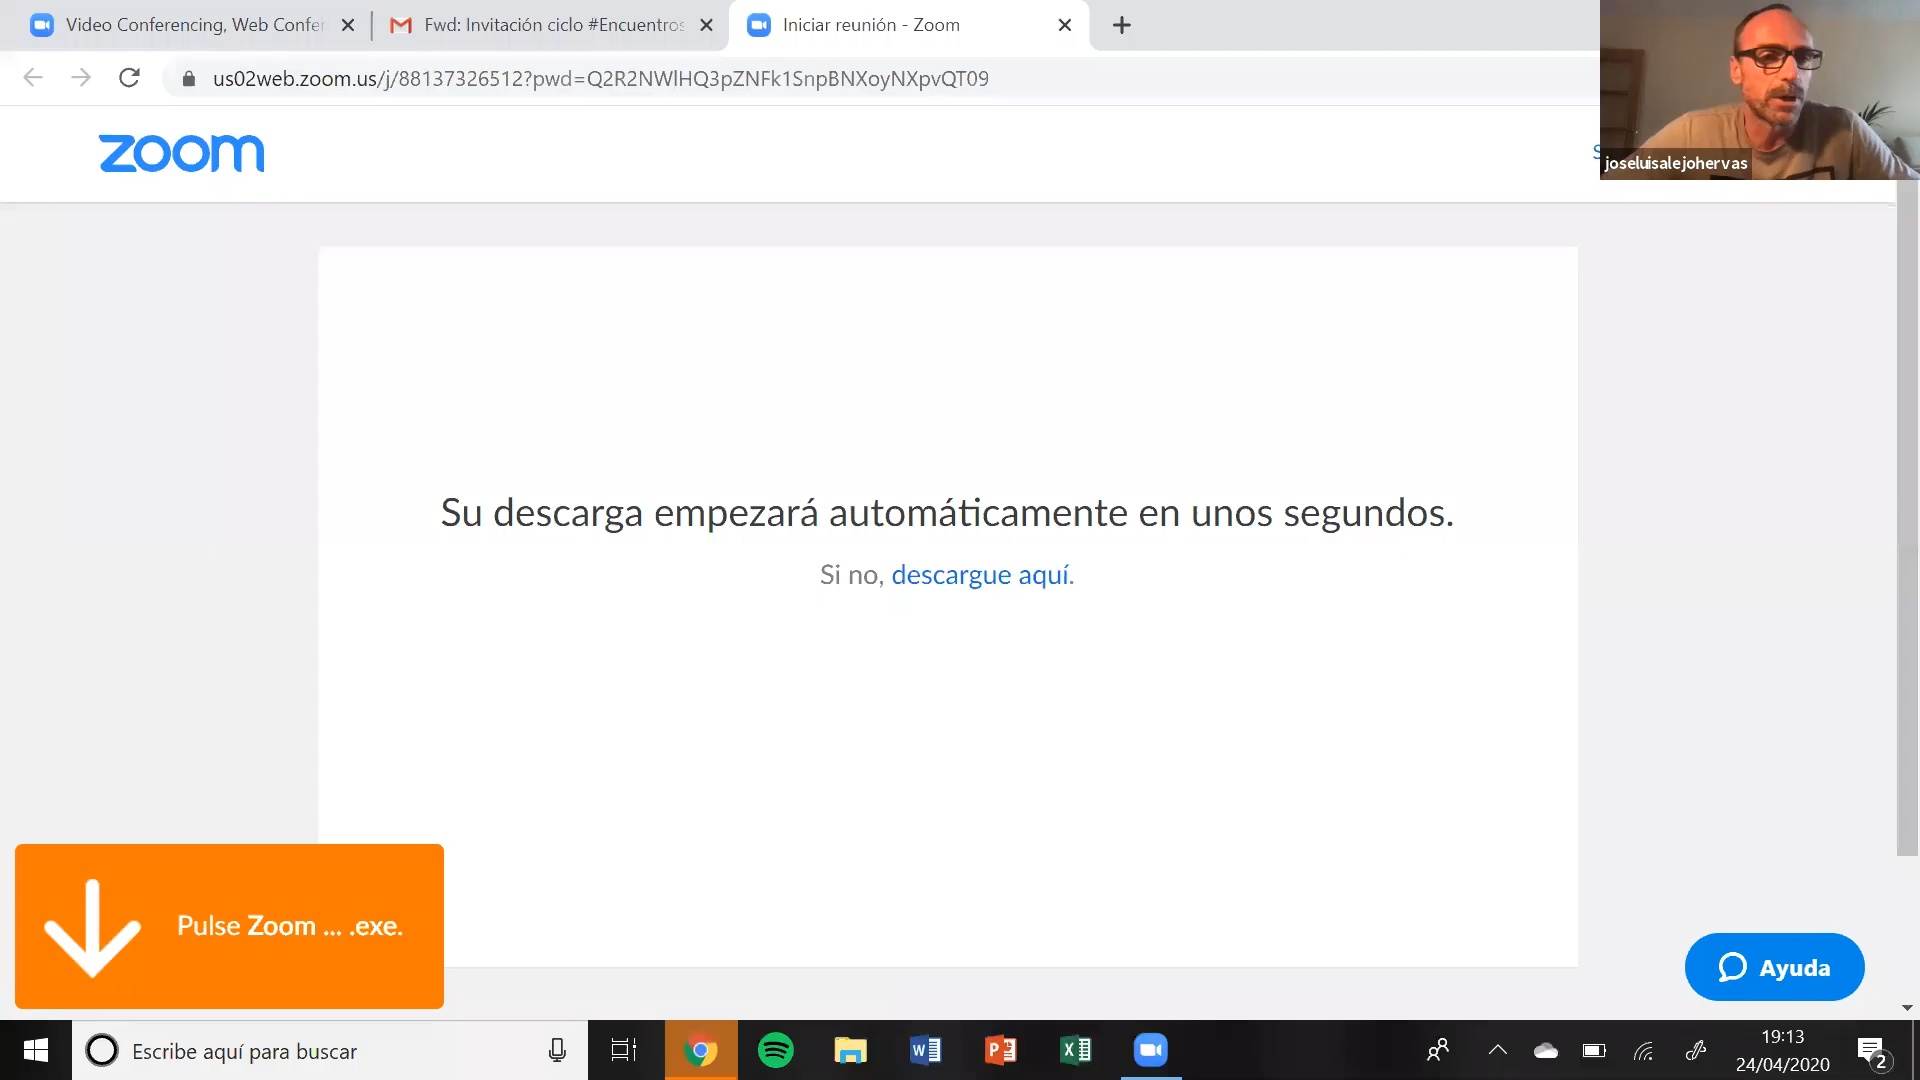 Video Conferencing, Web Confe
Fwd: Invitación ciclo #Encuentros
Iniciar reunión - Zoom
us02web.zoom.us/j/88137326512?pwd=Q2R2NWlHQ3pZNFk1SnpBNXoyNXpvQT09
zoom
S
joseluisalejohervas
Su descarga empezará automáticamente en unos segundos.
Si no, descargue aquí.
Pulse Zoom ... .exe.
Ayuda
Escribe aquí para buscar
19:13
24/04/2020
2